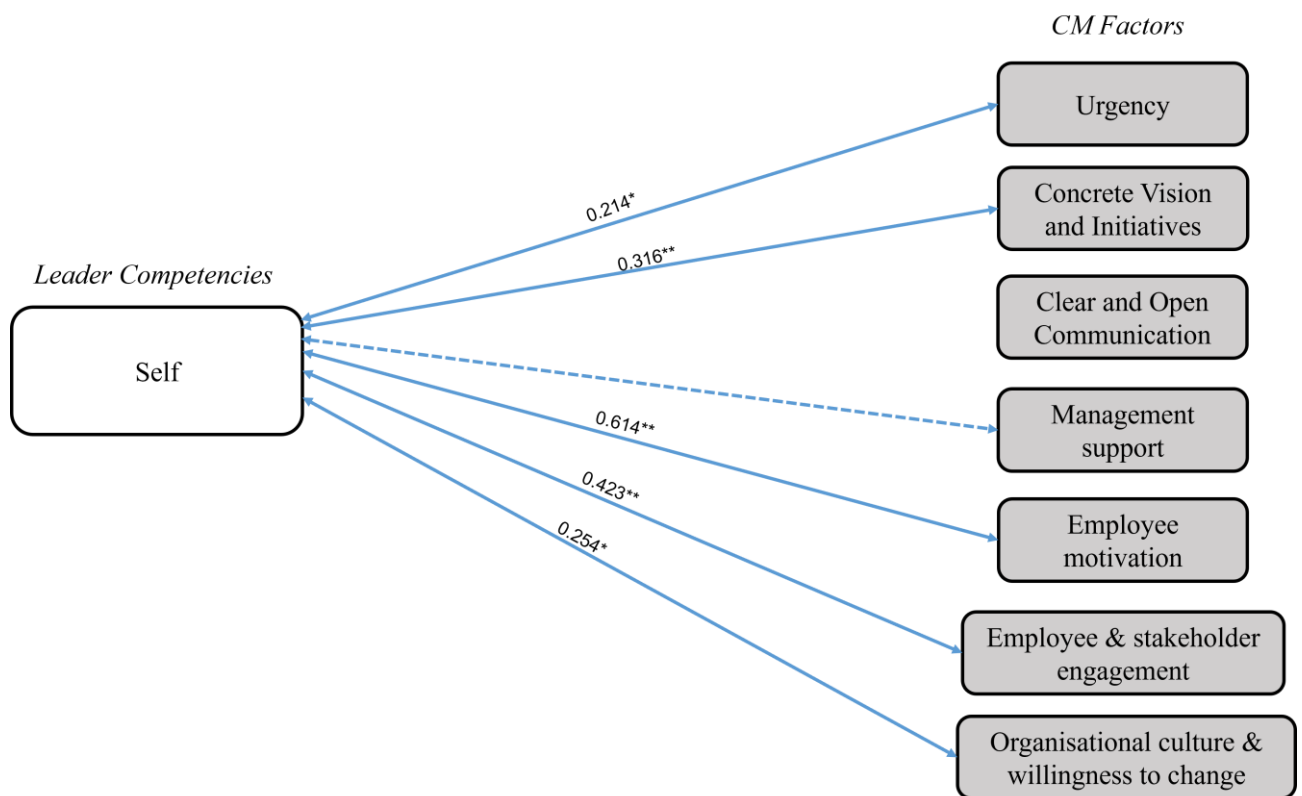 CM Factors
Urgency
0.214*
Concrete Vision
and Initiatives
0.316**
Leader Competencies
Self
Clear and Open
Communication
Management
support
0.614**
0.423**
0.254*
Employee
motivation
Employee & stakeholder
engagement
Organisational culture &
willingness to change